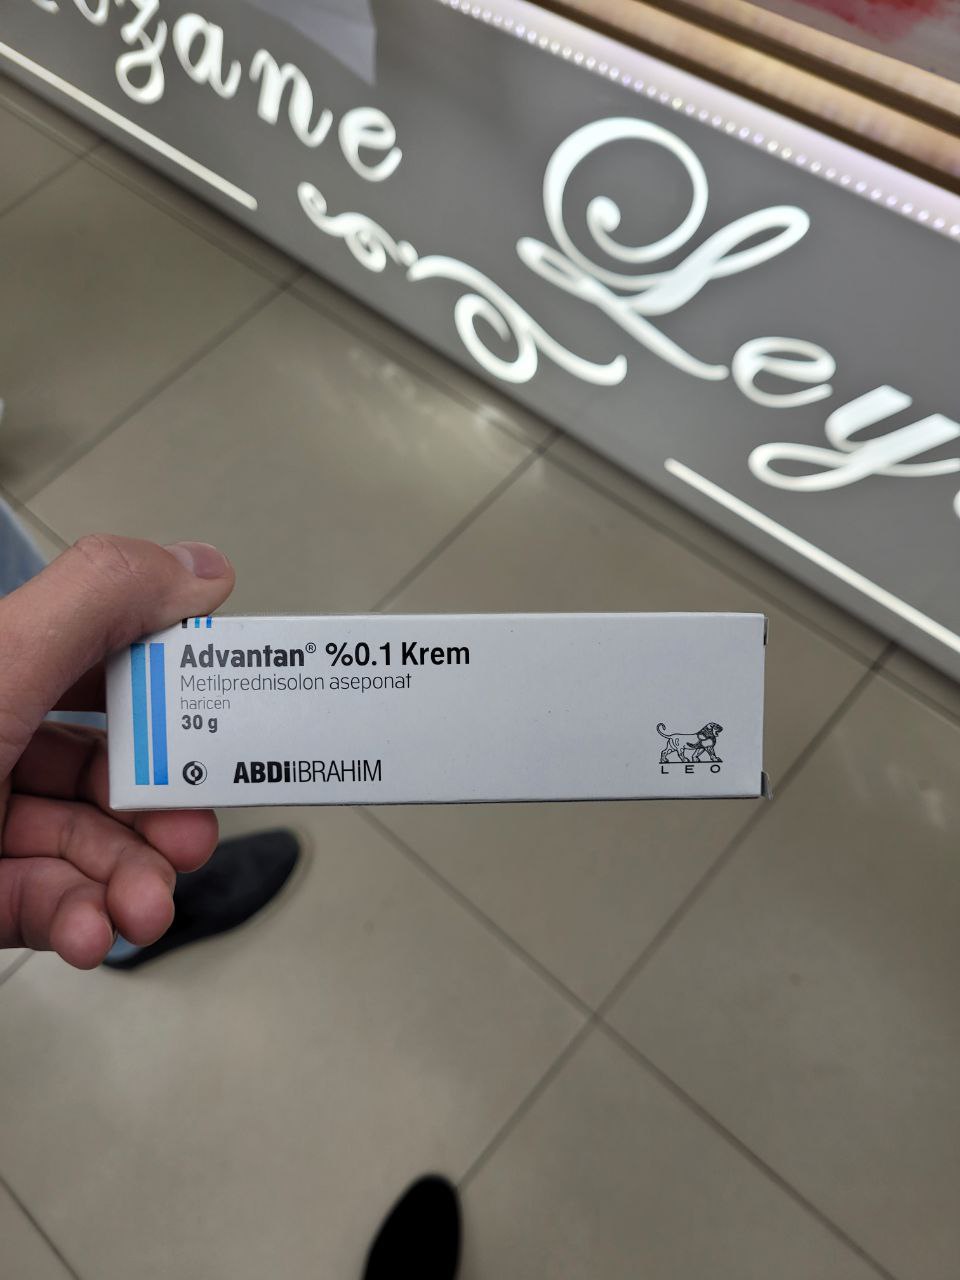 Advantan® %0.1 Krem
Metilprednisolon aseponat
haricen
30 g
ABDİİBRAHİM
LEO